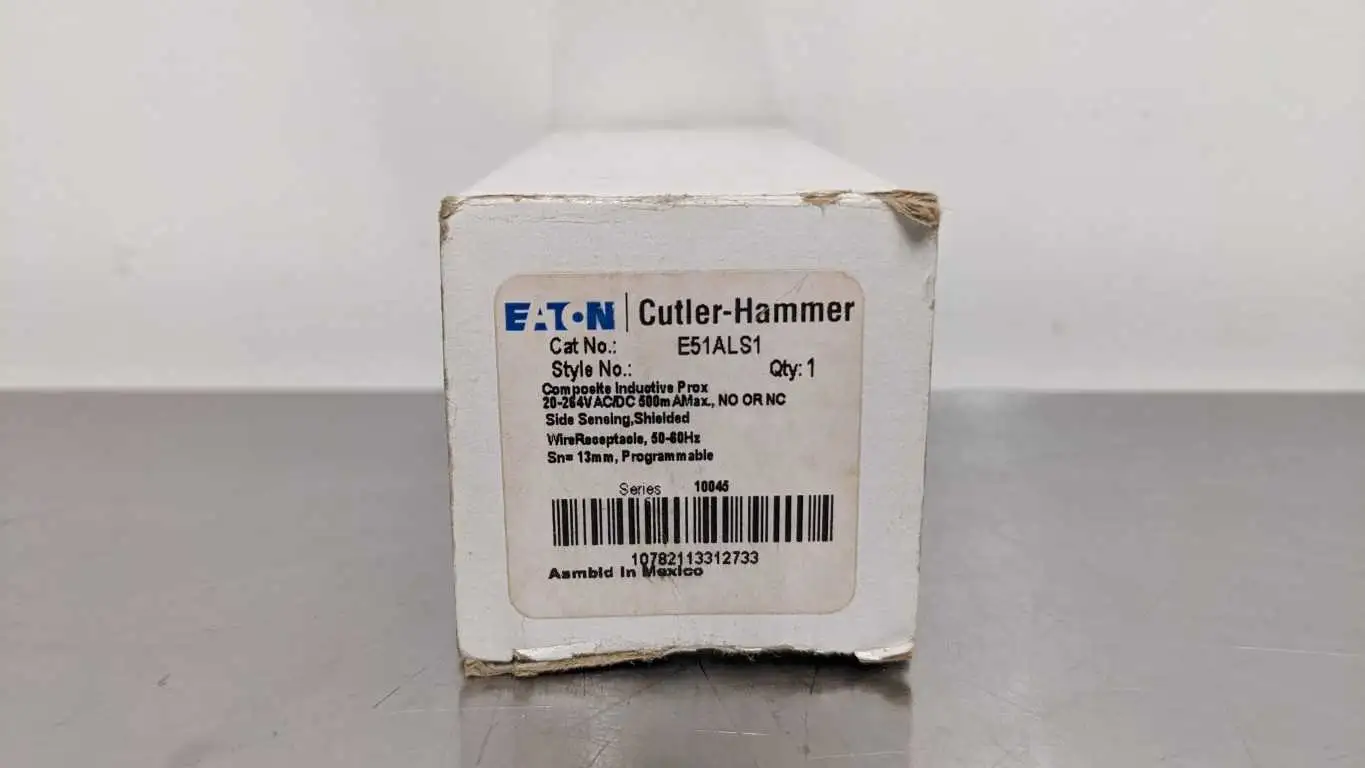 EATON | Cutler-Hammer
Cat No.: E51ALS1
Style No.: Qty: 1
Composite Inductive Prox
20-264V AC/DC 500mAMax., NO OR NC
Side Sensing,Shielded
WireReceptacle, 50-60Hz
Sn= 13mm, Programmable
Series 10045
10782113312733
Asmbld In Mexico